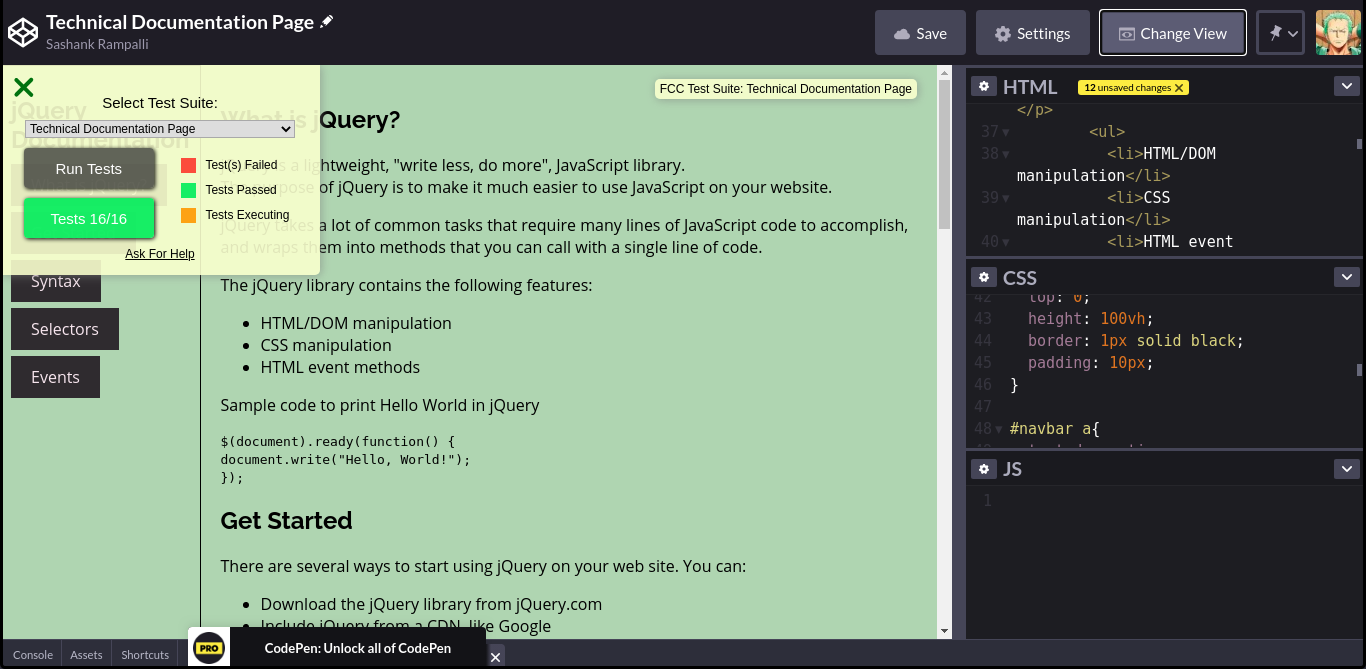 Technical Documentation Page
Sashank Rampalli
Save
Settings
Change View
Select Test Suite:
Technical Documentation Page
Run Tests
Tests 16/16
Test(s) Failed
Tests Passed
Tests Executing
Ask For Help
jQuery
Documentation
Syntax
Selectors
Events
FCC Test Suite: Technical Documentation Page
What is jQuery?
jQuery is a lightweight, "write less, do more", JavaScript library.
The purpose of jQuery is to make it much easier to use JavaScript on your website.
jQuery takes a lot of common tasks that require many lines of JavaScript code to accomplish,
and wraps them into methods that you can call with a single line of code.
The jQuery library contains the following features:
HTML/DOM manipulation
CSS manipulation
HTML event methods
Sample code to print Hello World in jQuery
$(document).ready(function() {
document.write("Hello, World!");
});
Get Started
There are several ways to start using jQuery on your web site. You can:
Download the jQuery library from jQuery.com
Include jQuery from a CDN, like Google
HTML
12 unsaved changes
</p>
37 <ul>
38 <li>HTML/DOM
manipulation</li>
39 <li>CSS
manipulation</li>
40 <li>HTML event
CSS
42 top: 0;
43 height: 100vh;
44 border: 1px solid black;
45 padding: 10px;
46 }
47
48 #navbar a{
JS
1
Console
Assets
Shortcuts
PRO
CodePen: Unlock all of CodePen